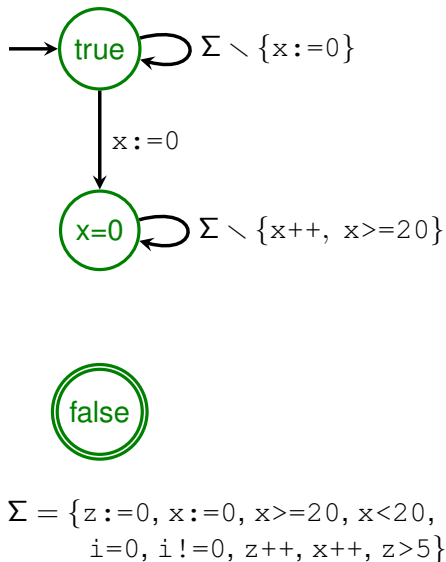 true
Σ ∖ {x:=0}
x:=0
x=0
Σ ∖ {x++, x>=20}
false
Σ = {z:=0, x:=0, x>=20, x<20,
i=0, i!=0, z++, x++, z>5}